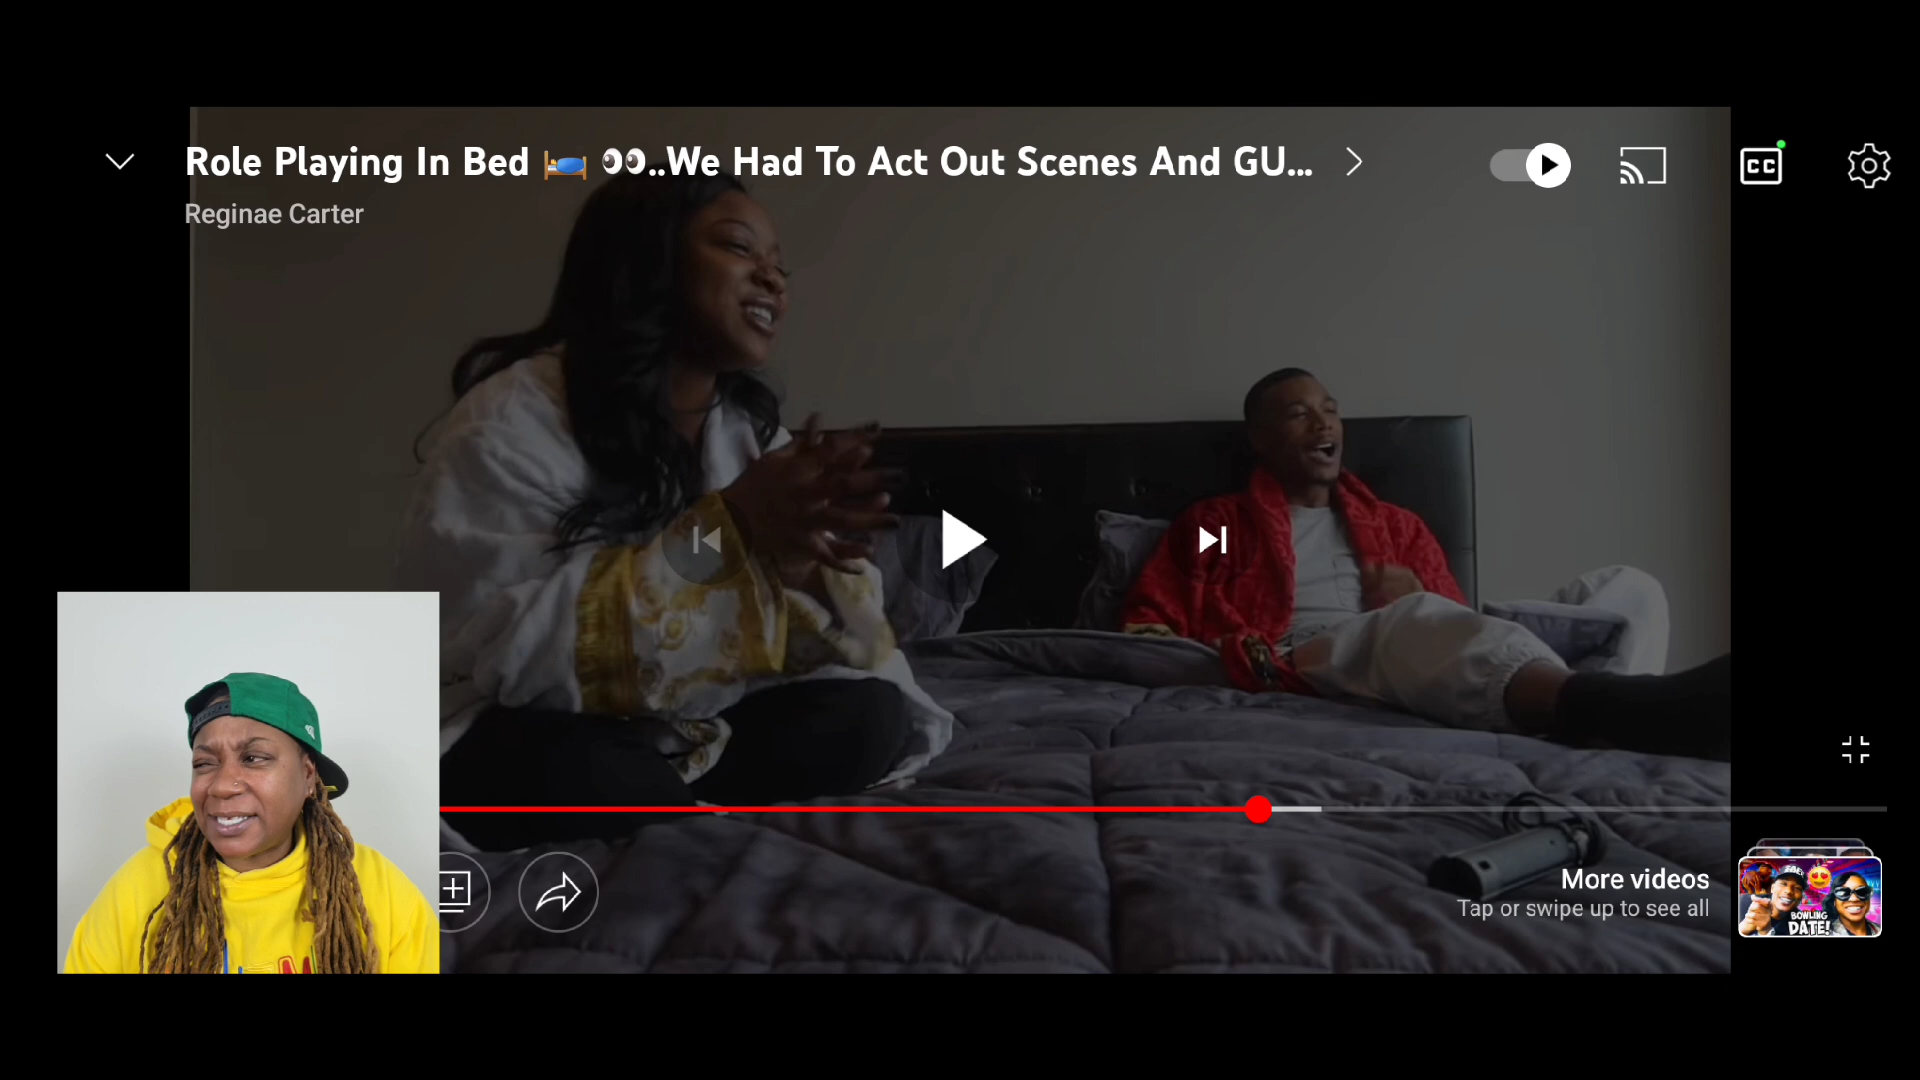 Role Playing In Bed 🛏️ 👀..We Had To Act Out Scenes And GU...
Reginae Carter
CC
More videos
Tap or swipe up to see all
BOWLING
DATE!